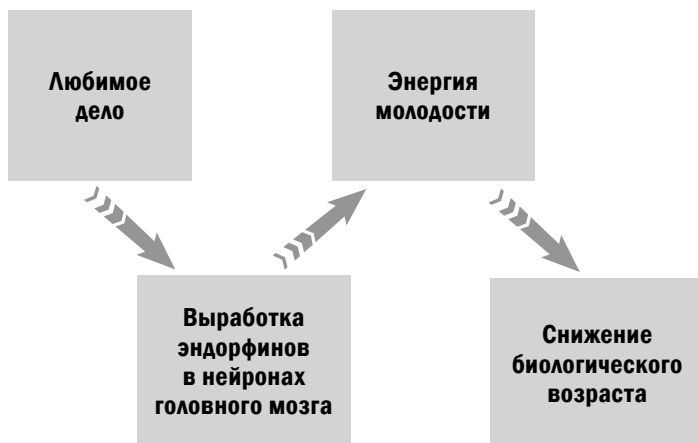 Любимое
дело
Выработка
эндорфинов
в нейронах
головного мозга
Энергия
молодости
Снижение
биологического
возраста